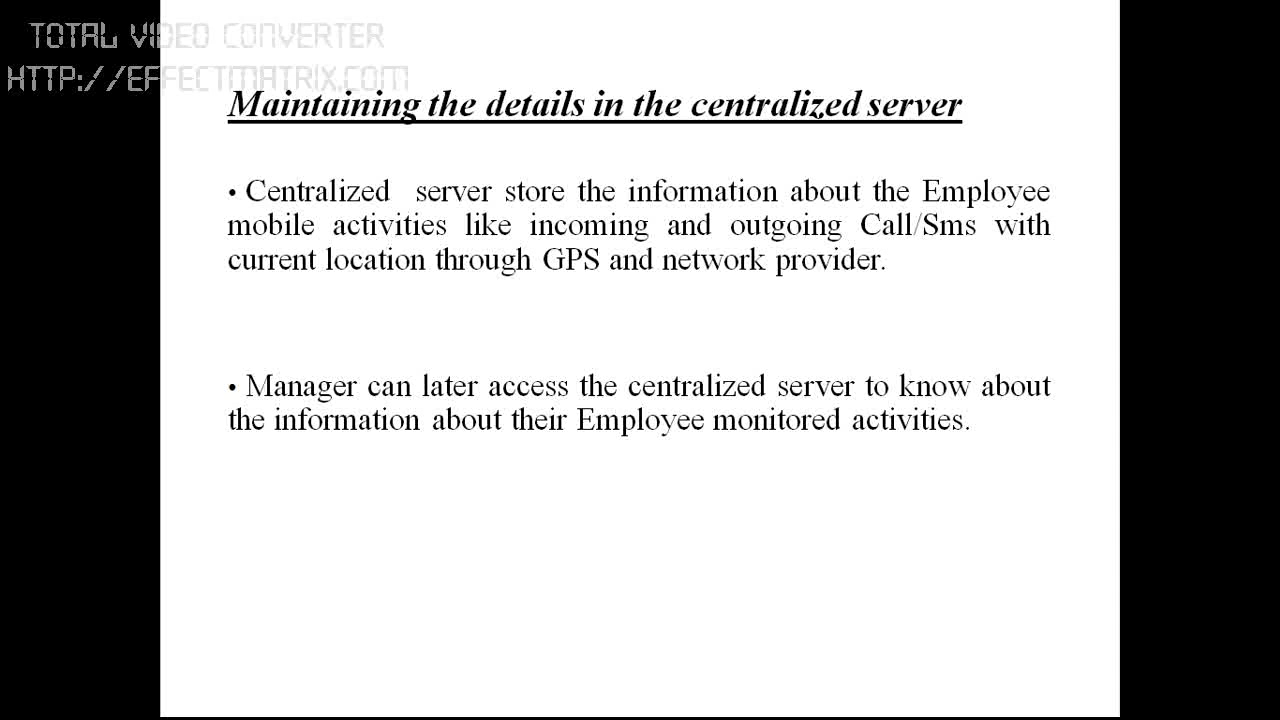 TOTAL VIDEO CONVERTER
HTTP://EFFECTMATRIX.COM
Maintaining the details in the centralized server
• Centralized server store the information about the Employee
mobile activities like incoming and outgoing Call/Sms with
current location through GPS and network provider.
• Manager can later access the centralized server to know about
the information about their Employee monitored activities.